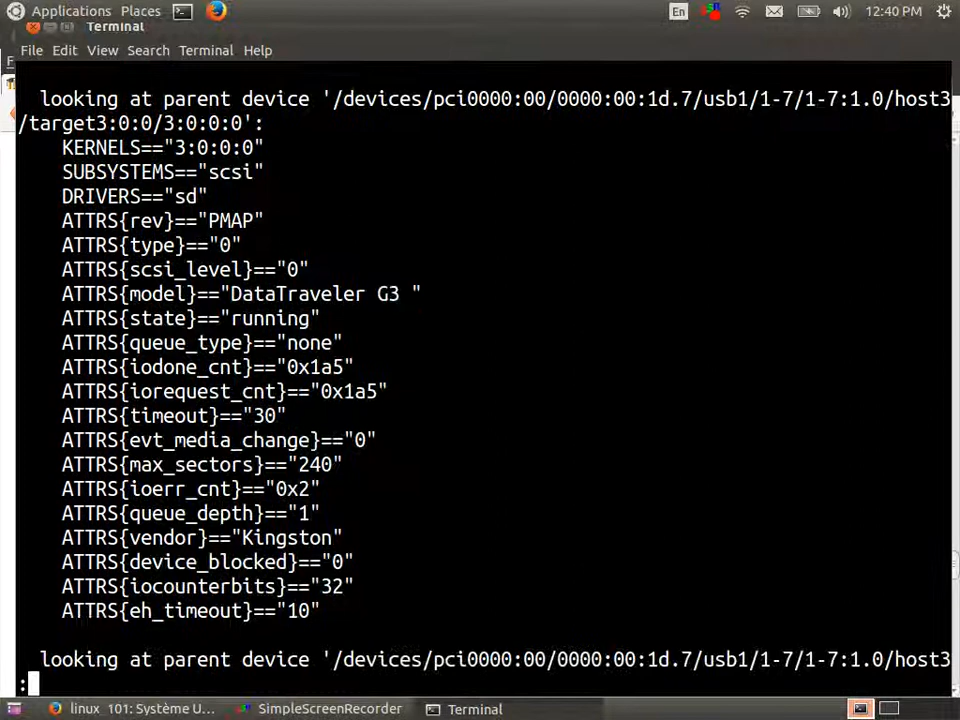 Applications Places En 12:40 PM
Terminal
File Edit View Search Terminal Help
looking at parent device '/devices/pci0000:00/0000:00:1d.7/usb1/1-7/1-7:1.0/host3
/target3:0:0/3:0:0:0':
KERNELS=="3:0:0:0"
SUBSYSTEMS=="scsi"
DRIVERS=="sd"
ATTRS{rev}=="PMAP"
ATTRS{type}=="0"
ATTRS{scsi_level}=="0"
ATTRS{model}=="DataTraveler G3 "
ATTRS{state}=="running"
ATTRS{queue_type}=="none"
ATTRS{iodone_cnt}=="0x1a5"
ATTRS{iorequest_cnt}=="0x1a5"
ATTRS{timeout}=="30"
ATTRS{evt_media_change}=="0"
ATTRS{max_sectors}=="240"
ATTRS{ioerr_cnt}=="0x2"
ATTRS{queue_depth}=="1"
ATTRS{vendor}=="Kingston"
ATTRS{device_blocked}=="0"
ATTRS{iocounterbits}=="32"
ATTRS{eh_timeout}=="10"
looking at parent device '/devices/pci0000:00/0000:00:1d.7/usb1/1-7/1-7:1.0/host3
:
linux_101: Système U... SimpleScreenRecorder Terminal